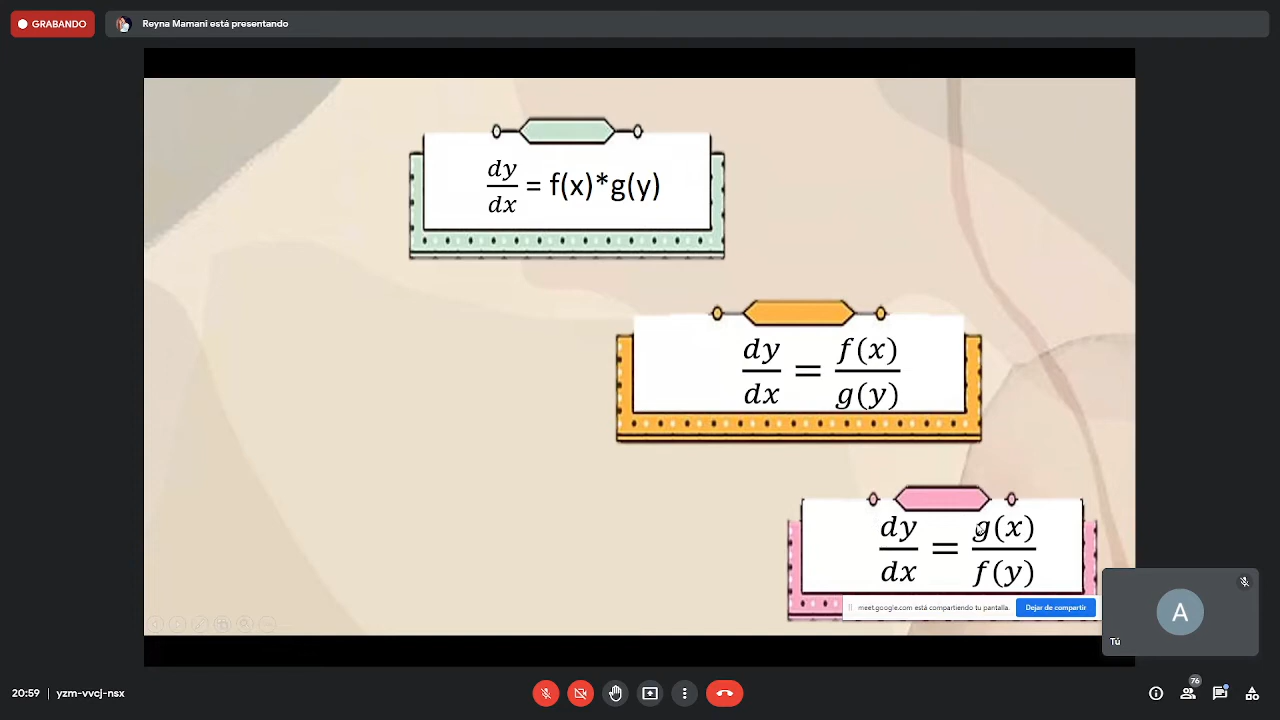 GRABANDO
Reyna Mamani está presentando
dy/dx = f(x)*g(y)
dy/dx = f(x)/g(y)
dy/dx = g(x)/f(y)
meet.google.com está compartiendo tu pantalla.
Dejar de compartir
A
Tú
20:59 | yzm-vvcj-nsx
76